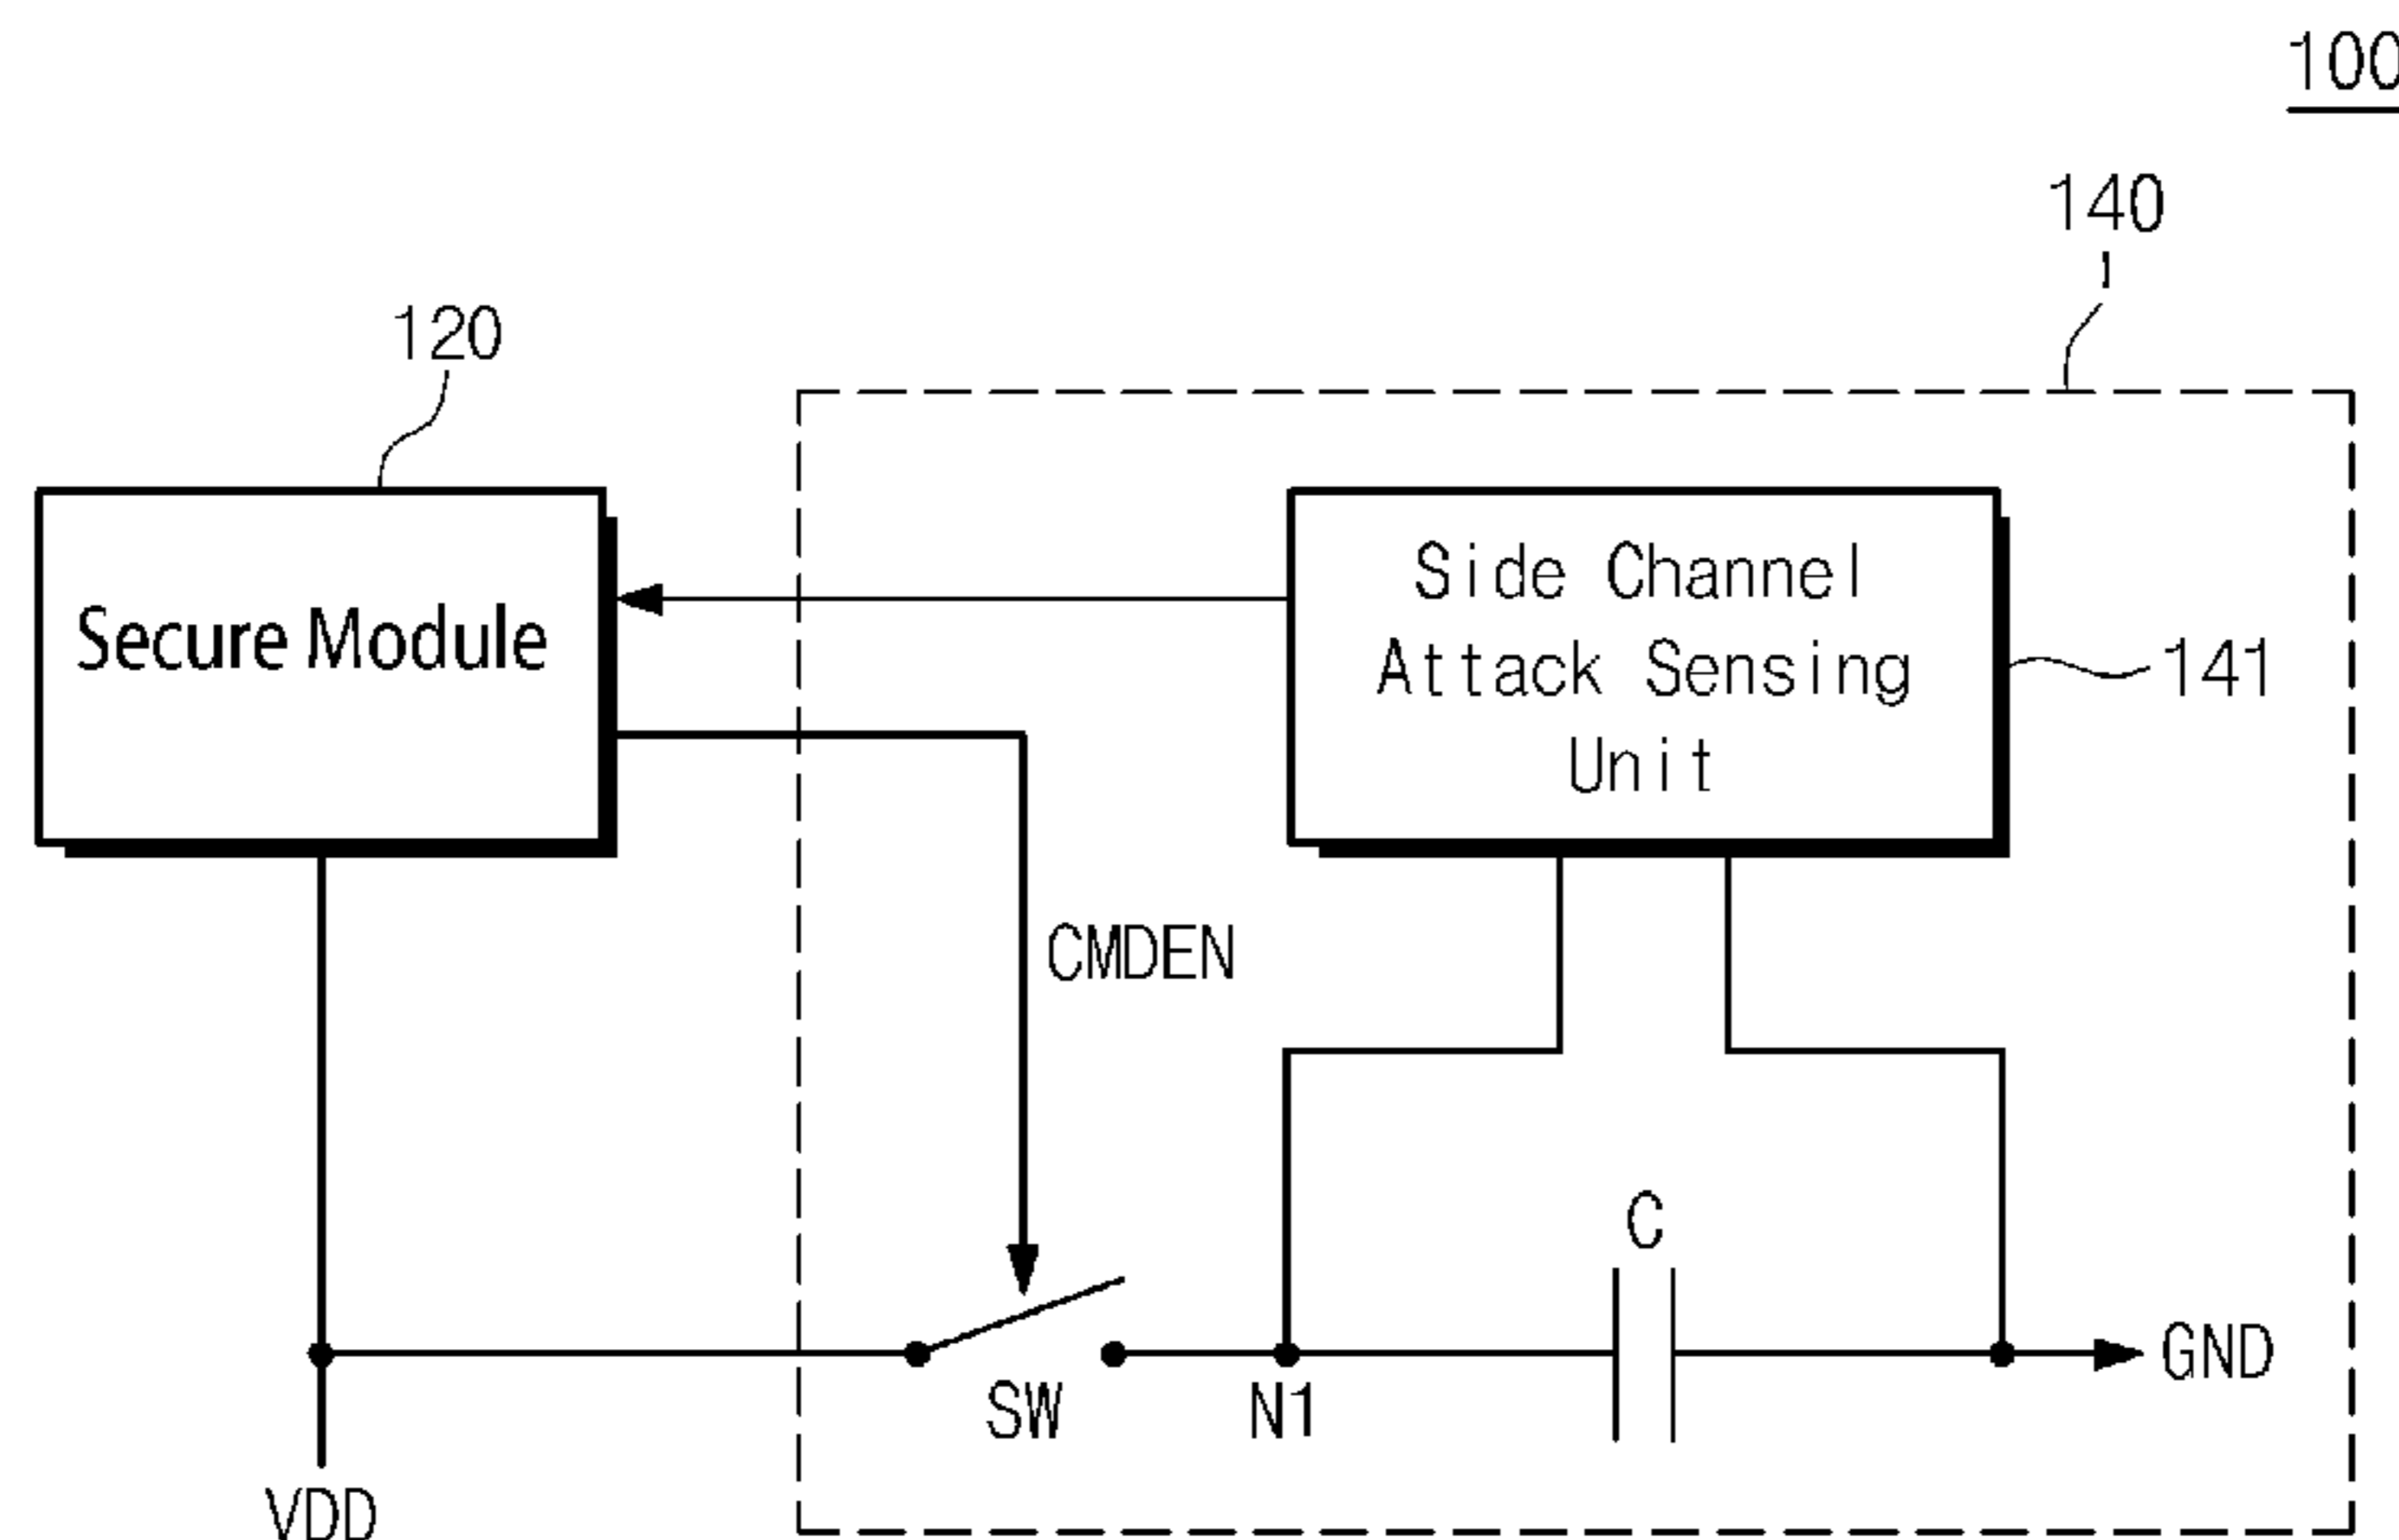 100
140
120
Secure Module
Side Channel
Attack Sensing
Unit
141
CMDEN
C
SW
N1
GND
VDD